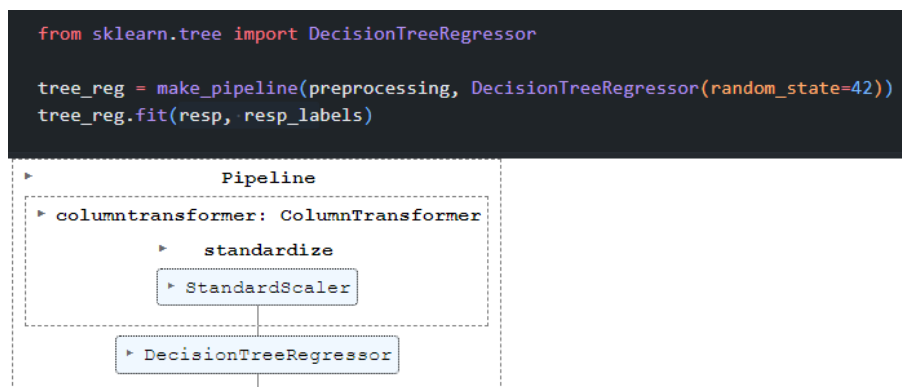 from sklearn.tree import DecisionTreeRegressor
tree_reg = make_pipeline(preprocessing, DecisionTreeRegressor(random_state=42))
tree_reg.fit(resp, resp_labels)
Pipeline
columntransformer: ColumnTransformer
standardize
StandardScaler
DecisionTreeRegressor